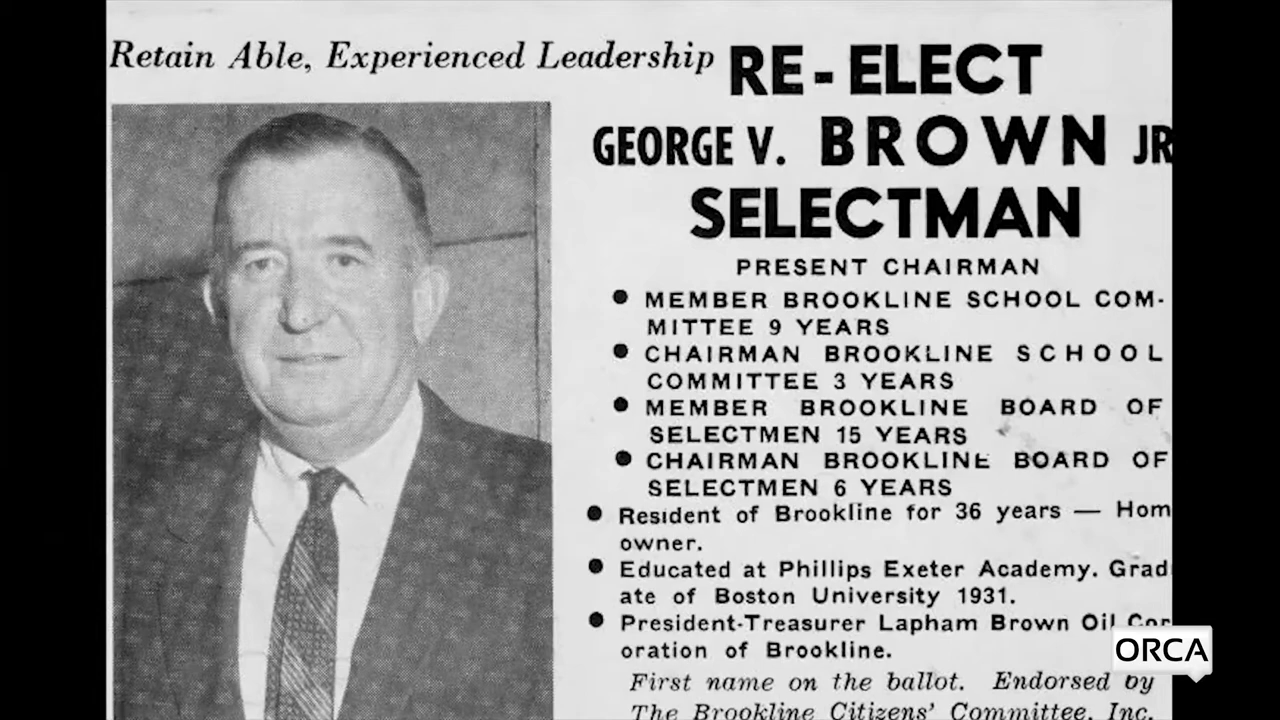 Retain Able, Experienced Leadership
RE-ELECT
GEORGE V. BROWN JR
SELECTMAN
PRESENT CHAIRMAN
• MEMBER BROOKLINE SCHOOL COM-
MITTEE 9 YEARS
• CHAIRMAN BROOKLINE SCHOOL
COMMITTEE 3 YEARS
• MEMBER BROOKLINE BOARD OF
SELECTMEN 15 YEARS
• CHAIRMAN BROOKLINE BOARD OF
SELECTMEN 6 YEARS
• Resident of Brookline for 36 years — Hom
owner.
• Educated at Phillips Exeter Academy. Grad
ate of Boston University 1931.
• President-Treasurer Lapham Brown Oil Cor
oration of Brookline.
First name on the ballot. Endorsed by
The Brookline Citizens' Committee, Inc.
ORCA